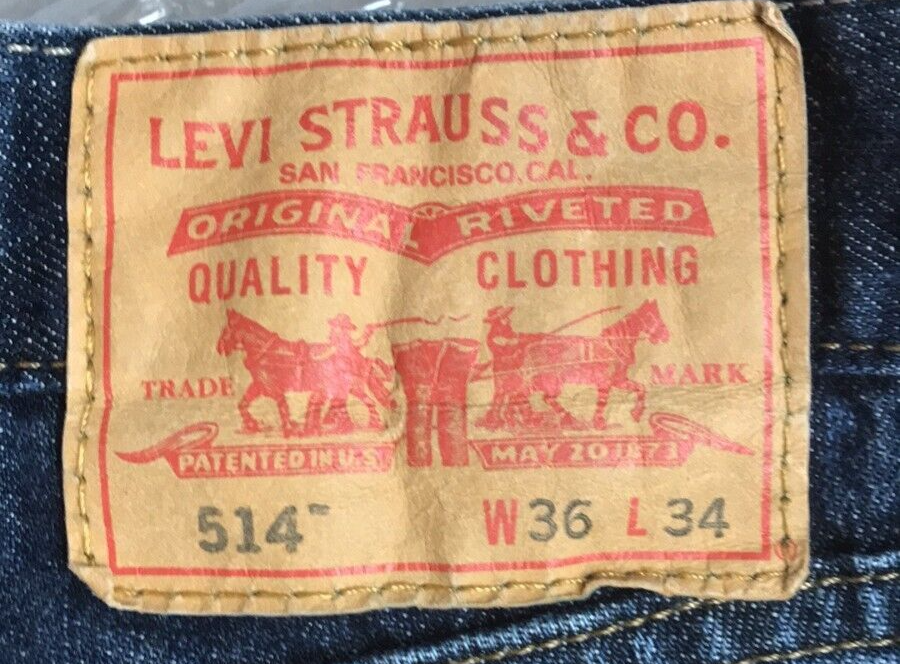 LEVI STRAUSS & CO.
SAN FRANCISCO, CAL.
ORIGINAL RIVETED
QUALITY CLOTHING
TRADE MARK
PATENTED IN U.S. MAY 20 1873
514™ W36 L34
®